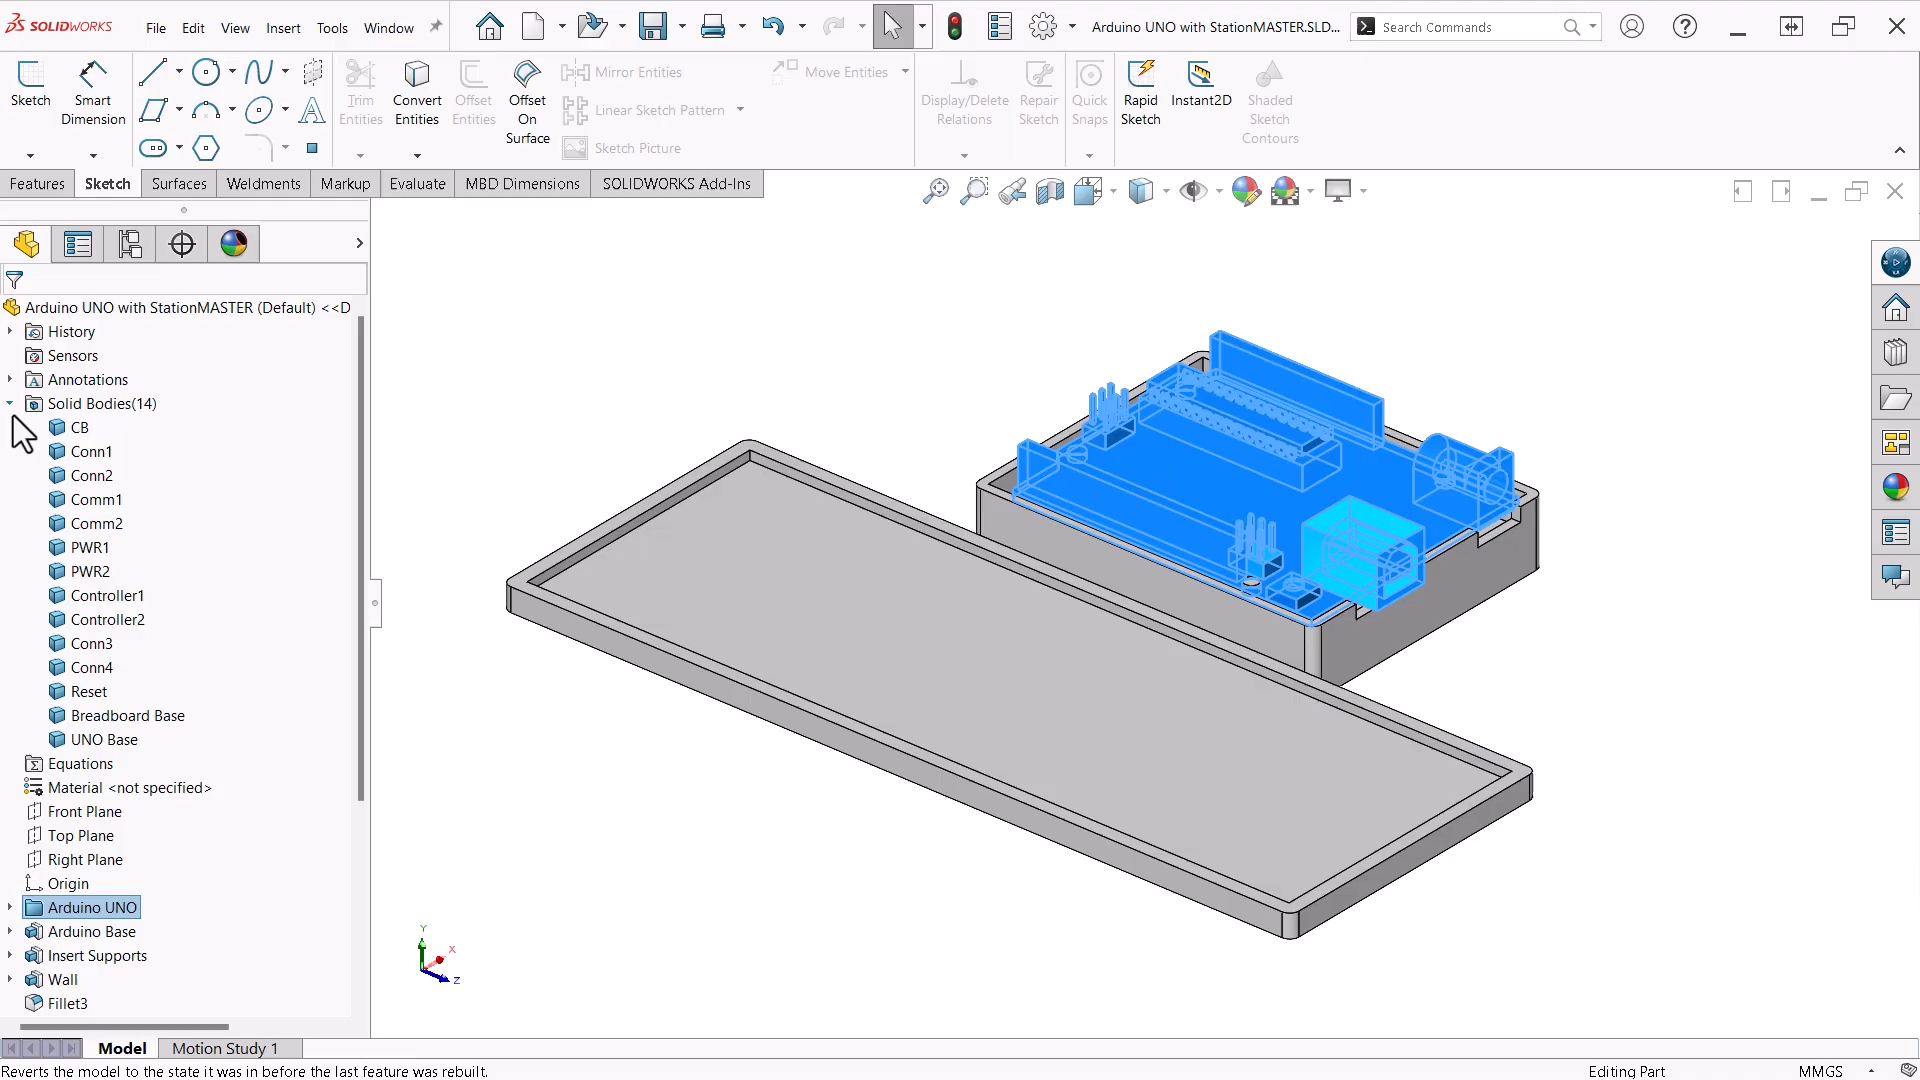 SOLIDWORKS
File Edit View Insert Tools Window
Arduino UNO with StationMASTER.SLD...
Search Commands
Sketch
Smart Dimension
Trim Entities
Convert Entities
Offset Entities
Offset On Surface
Mirror Entities
Linear Sketch Pattern
Sketch Picture
Move Entities
Display/Delete Relations
Repair Sketch
Quick Snaps
Rapid Sketch
Instant2D
Shaded Sketch Contours
Features Sketch Surfaces Weldments Markup Evaluate MBD Dimensions SOLIDWORKS Add-Ins
Arduino UNO with StationMASTER (Default) <<D
History
Sensors
Annotations
Solid Bodies(14)
CB
Conn1
Conn2
Comm1
Comm2
PWR1
PWR2
Controller1
Controller2
Conn3
Conn4
Reset
Breadboard Base
UNO Base
Equations
Material <not specified>
Front Plane
Top Plane
Right Plane
Origin
Arduino UNO
Arduino Base
Insert Supports
Wall
Fillet3
Y
X
Z
Model Motion Study 1
Reverts the model to the state it was in before the last feature was rebuilt.
Editing Part
MMGS